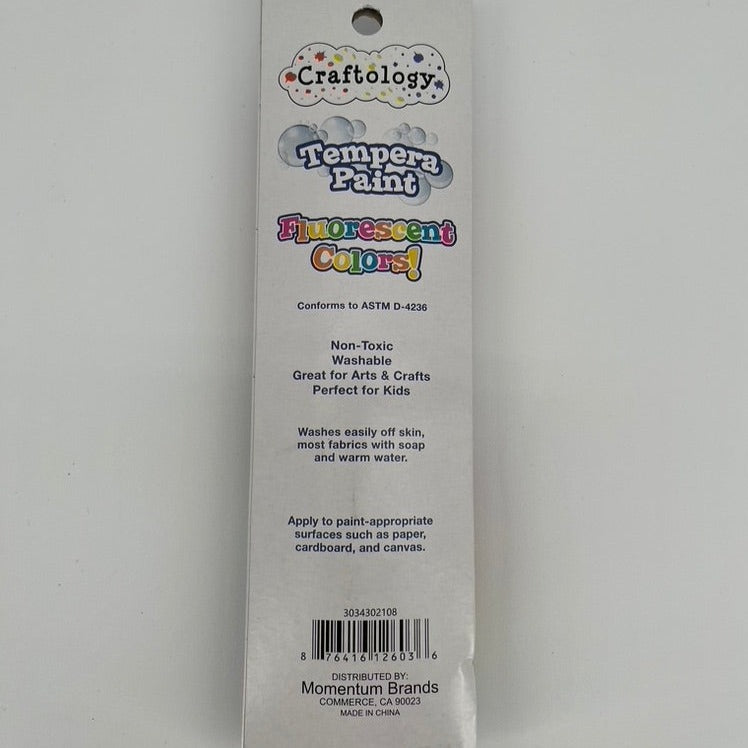 Craftology
Tempera
Paint
Fluorescent
Colors!
Conforms to ASTM D-4236
Non-Toxic
Washable
Great for Arts & Crafts
Perfect for Kids
Washes easily off skin,
most fabrics with soap
and warm water.
Apply to paint-appropriate
surfaces such as paper,
cardboard, and canvas.
3034302108
8 76416 12603 6
DISTRIBUTED BY:
Momentum Brands
COMMERCE, CA 90023
MADE IN CHINA